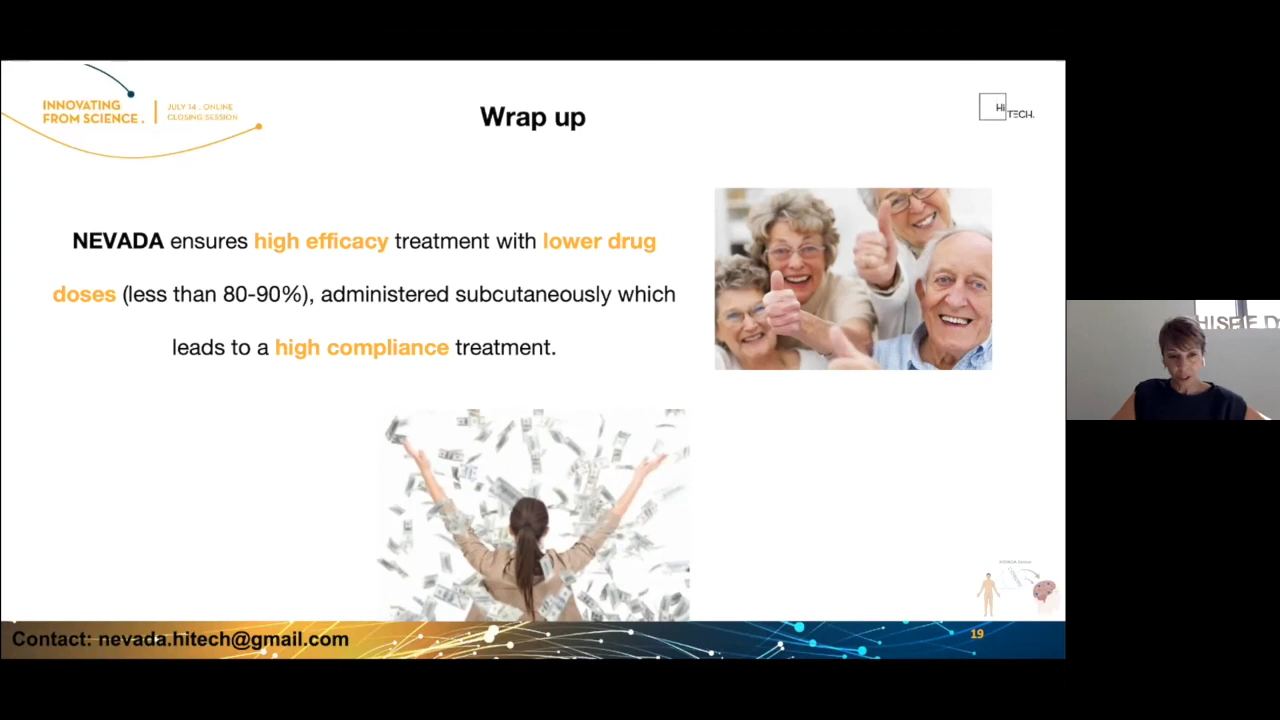 INNOVATING
FROM SCIENCE.
JULY 14 . ONLINE
CLOSING SESSION
Wrap up
Hi
TECH.
NEVADA ensures high efficacy treatment with lower drug
doses (less than 80-90%), administered subcutaneously which
leads to a high compliance treatment.
Contact: nevada.hitech@gmail.com
19